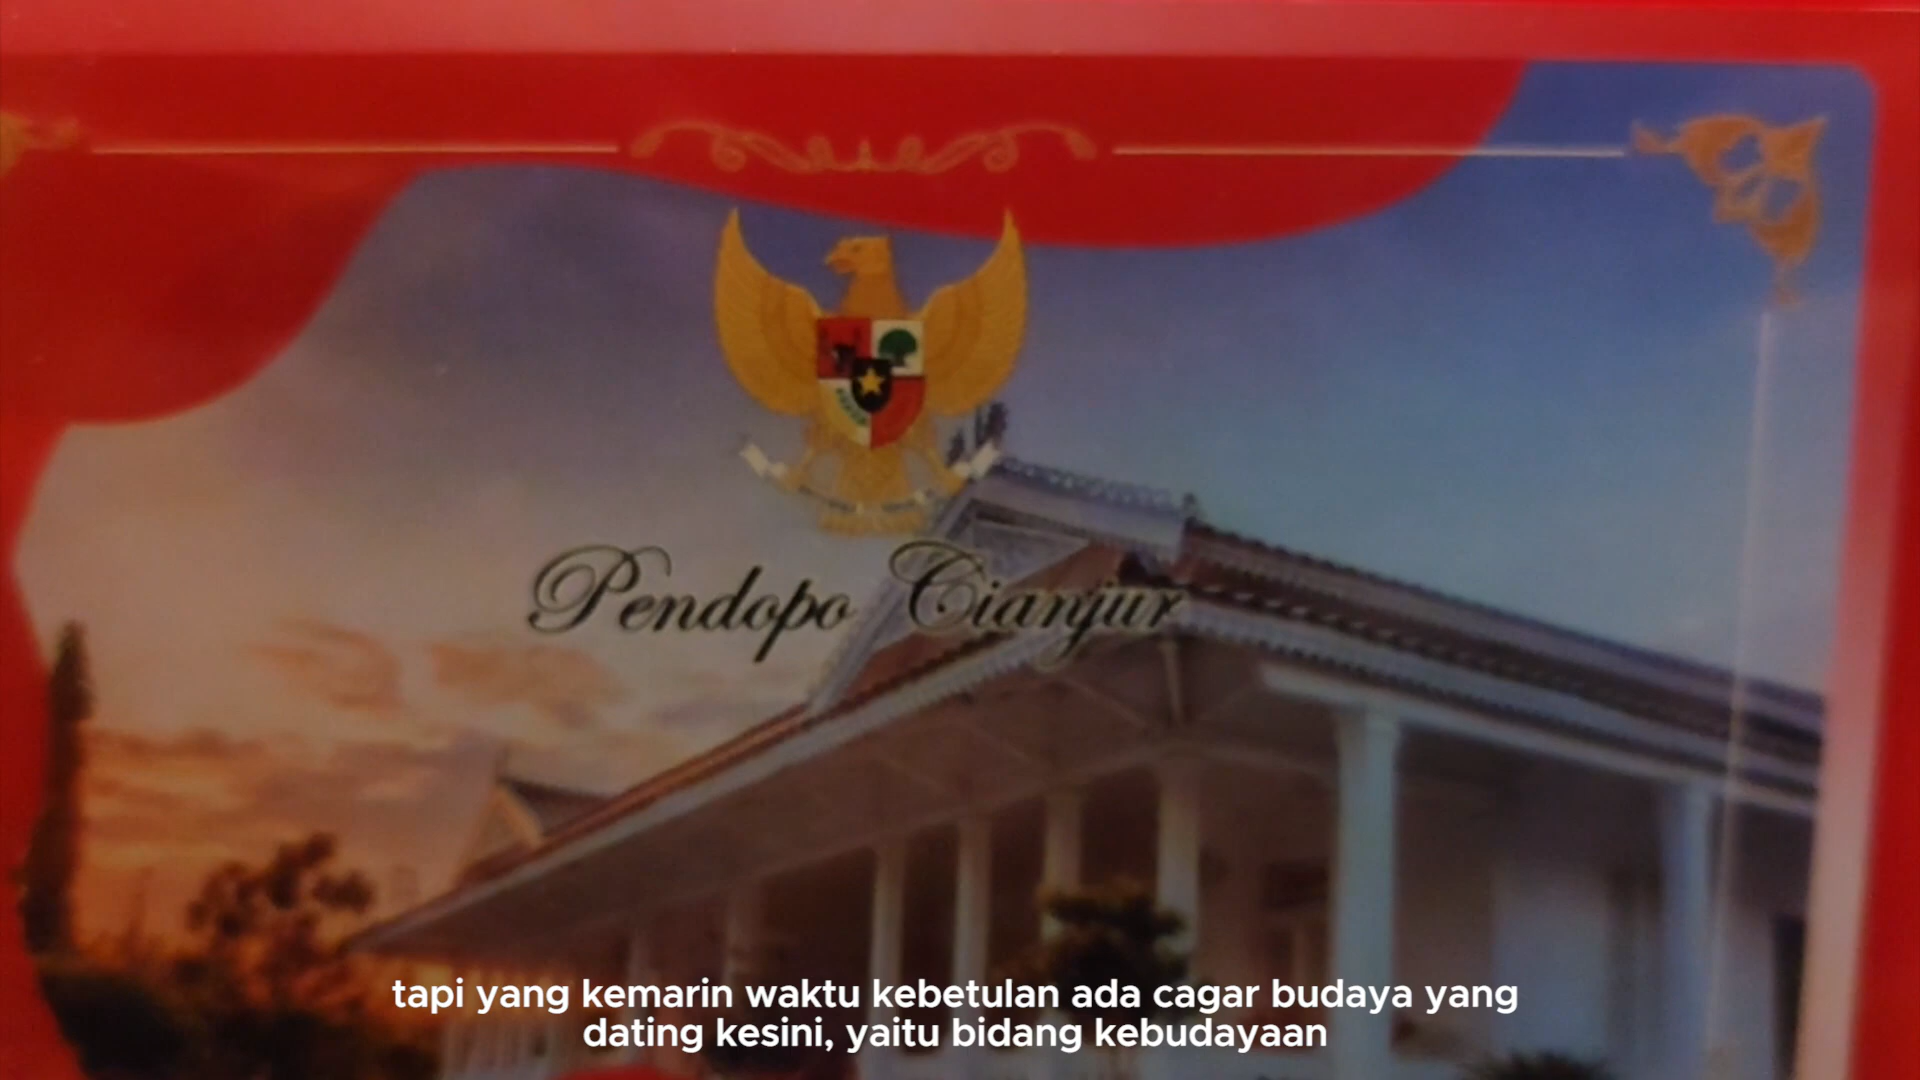 Pendopo Cianjur
tapi yang kemarin waktu kebetulan ada cagar budaya yang
dating kesini, yaitu bidang kebudayaan